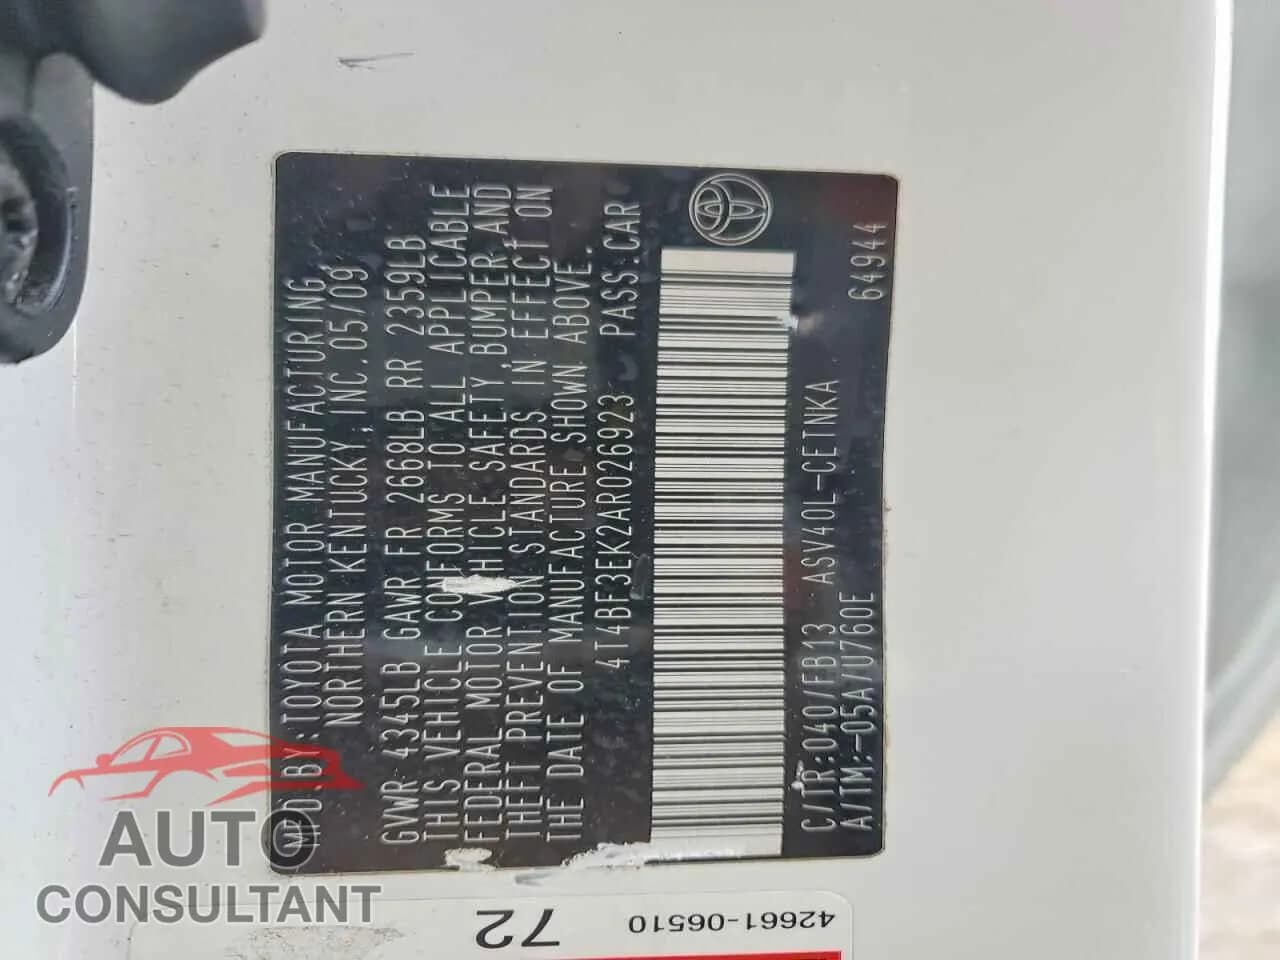 MFD.BY:TOYOTA MOTOR MANUFACTURING
NORTHERN KENTUCKY,INC.05/09
GVWR 4345LB GAWR FR 2668LB RR 2359LB
THIS VEHICLE CONFORMS TO ALL APPLICABLE
FEDERAL MOTOR VEHICLE SAFETY,BUMPER,AND
THEFT PREVENTION STANDARDS IN EFFECT ON
THE DATE OF MANUFACTURE SHOWN ABOVE.
4T4BF3EK2AR026923 PASS.CAR
C/TR:040/FB13 ASV40L-CETNKA
A/TM:-05A/U760E 64944
72
42661-06510
AUTO
CONSULTANT